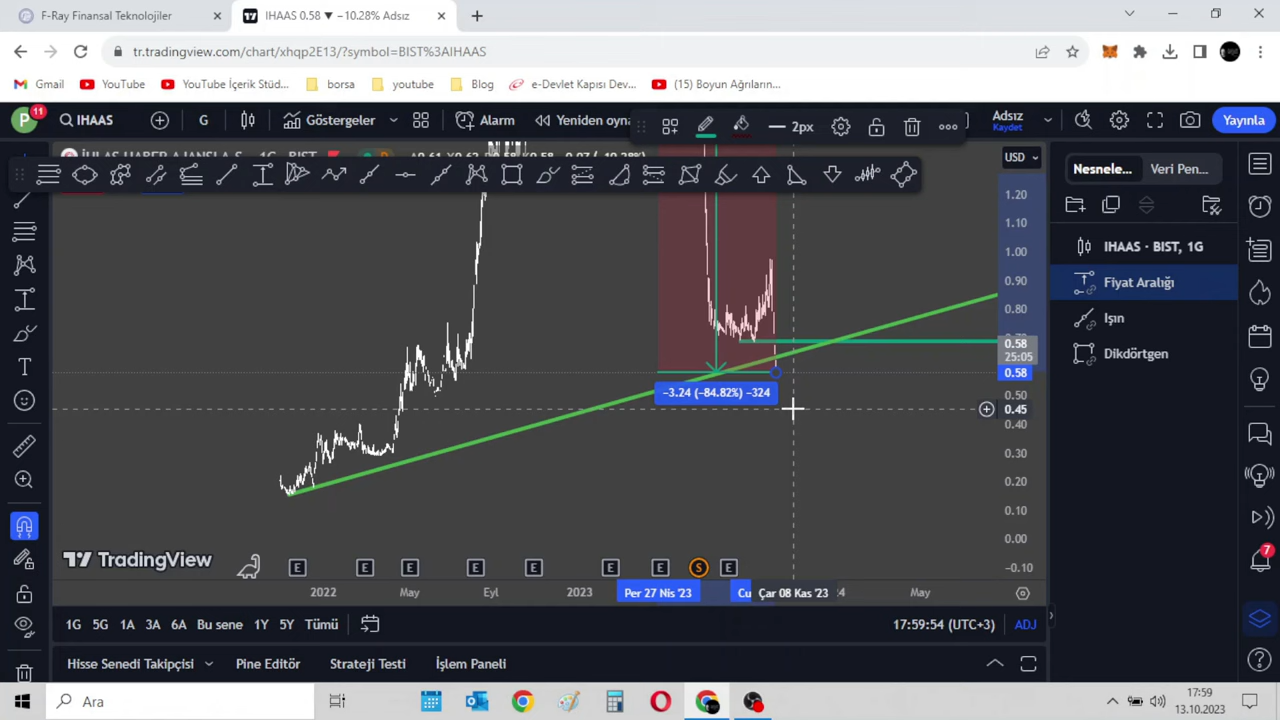 F-Ray Finansal Teknolojiler
IHAAS 0.58 ▼ −10.28% Adsız
tr.tradingview.com/chart/xhqp2E13/?symbol=BIST%3AIHAAS
Gmail
YouTube
YouTube İçerik Stüd...
borsa
youtube
Blog
e-Devlet Kapısı Dev...
(15) Boyun Ağrıların...
P
11
IHAAS
G
Göstergeler
Alarm
Yeniden oyna
2px
Adsız
Kaydet
Yayınla
USD
Nesnele...
Veri Pen...
IHAAS · BIST, 1G
Fiyat Aralığı
Işın
Dikdörtgen
1.20
1.10
1.00
0.90
0.80
0.58
25:05
0.58
0.50
0.45
0.40
0.30
0.20
0.10
0.00
−0.10
−3.24 (−84.82%) −324
TradingView
E
E
E
E
E
E
E
S
E
2022
May
Eyl
2023
Per 27 Nis '23
Cu
Çar 08 Kas '23
May
1G
5G
1A
3A
6A
Bu sene
1Y
5Y
Tümü
17:59:54 (UTC+3)
ADJ
7
Hisse Senedi Takipçisi
Pine Editör
Strateji Testi
İşlem Paneli
Ara
17:59
13.10.2023